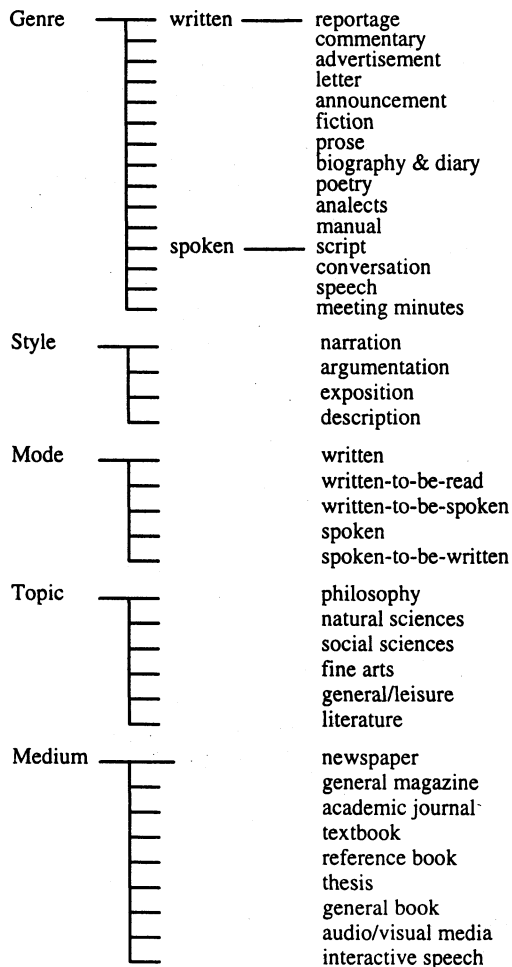 Genre written reportage
commentary
advertisement
letter
announcement
fiction
prose
biography & diary
poetry
analects
manual
spoken script
conversation
speech
meeting minutes
Style narration
argumentation
exposition
description
Mode written
written-to-be-read
written-to-be-spoken
spoken
spoken-to-be-written
Topic philosophy
natural sciences
social sciences
fine arts
general/leisure
literature
Medium newspaper
general magazine
academic journal
textbook
reference book
thesis
general book
audio/visual media
interactive speech